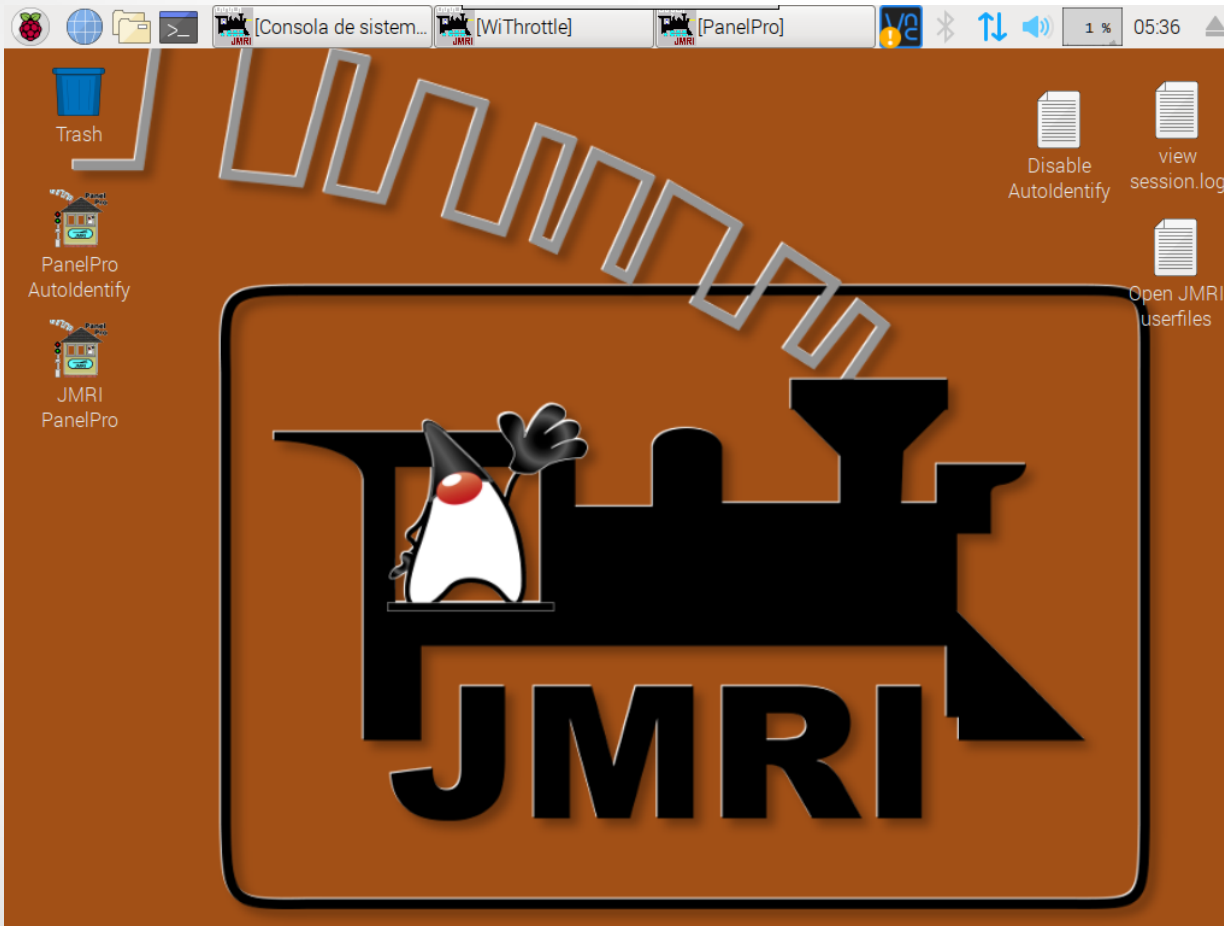 [Consola de sistem...
[WiThrottle]
[PanelPro]
1 %
05:36
Trash
PanelPro
AutoIdentify
JMRI
PanelPro
Disable
AutoIdentify
view
session.log
Open JMRI
userfiles
JMRI